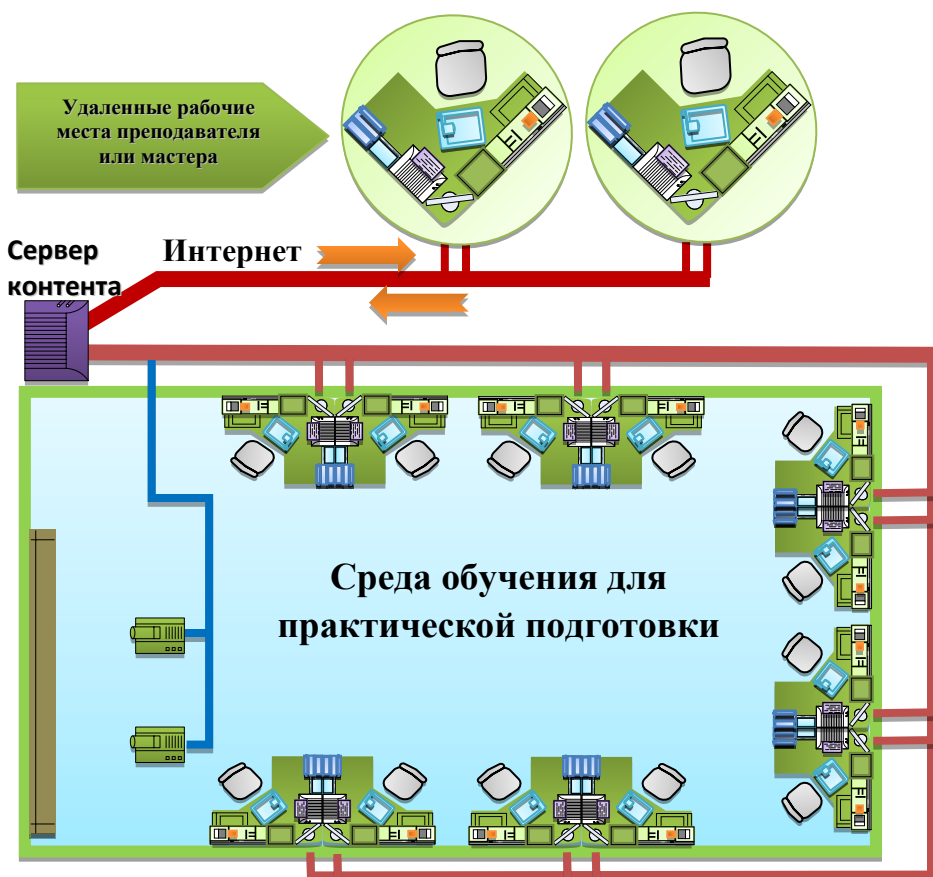 Удаленные рабочие
места преподавателя
или мастера
Сервер
контента
Интернет
Среда обучения для
практической подготовки